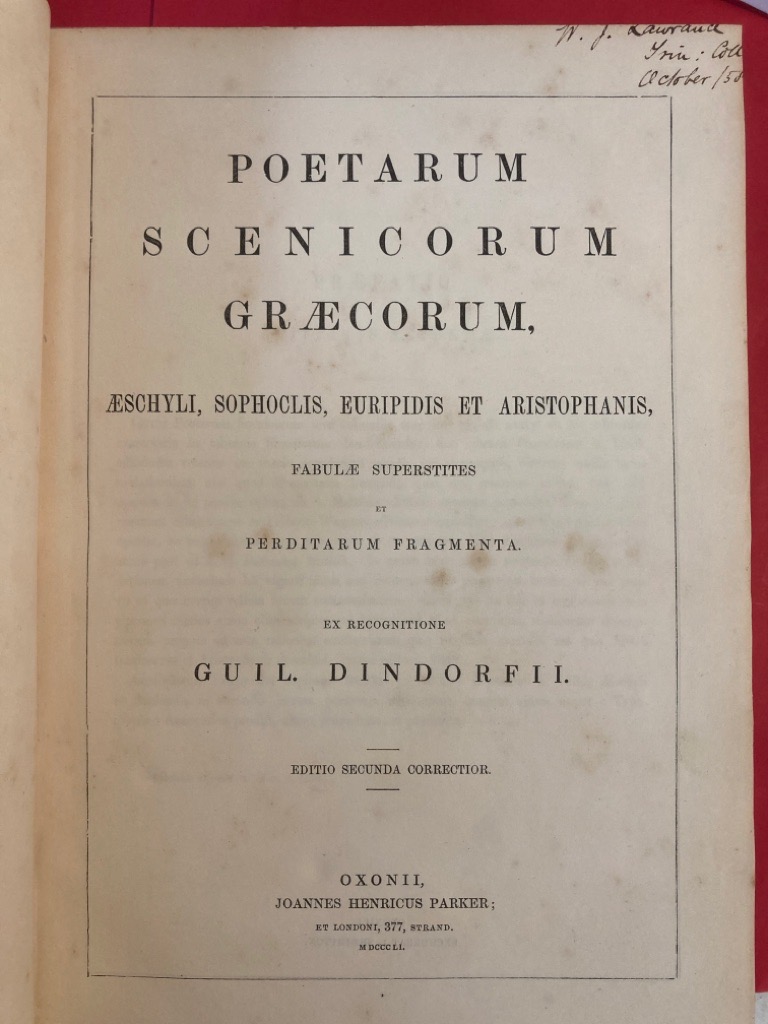 W. J. Lawrance
Trin: Coll
October /58
POETARUM
SCENICORUM
GRÆCORUM,
ÆSCHYLI, SOPHOCLIS, EURIPIDIS ET ARISTOPHANIS,
FABULÆ SUPERSTITES
ET
PERDITARUM FRAGMENTA.
EX RECOGNITIONE
GUIL. DINDORFII.
EDITIO SECUNDA CORRECTIOR.
OXONII,
JOANNES HENRICUS PARKER;
ET LONDONI, 377, STRAND.
MDCCCLI.